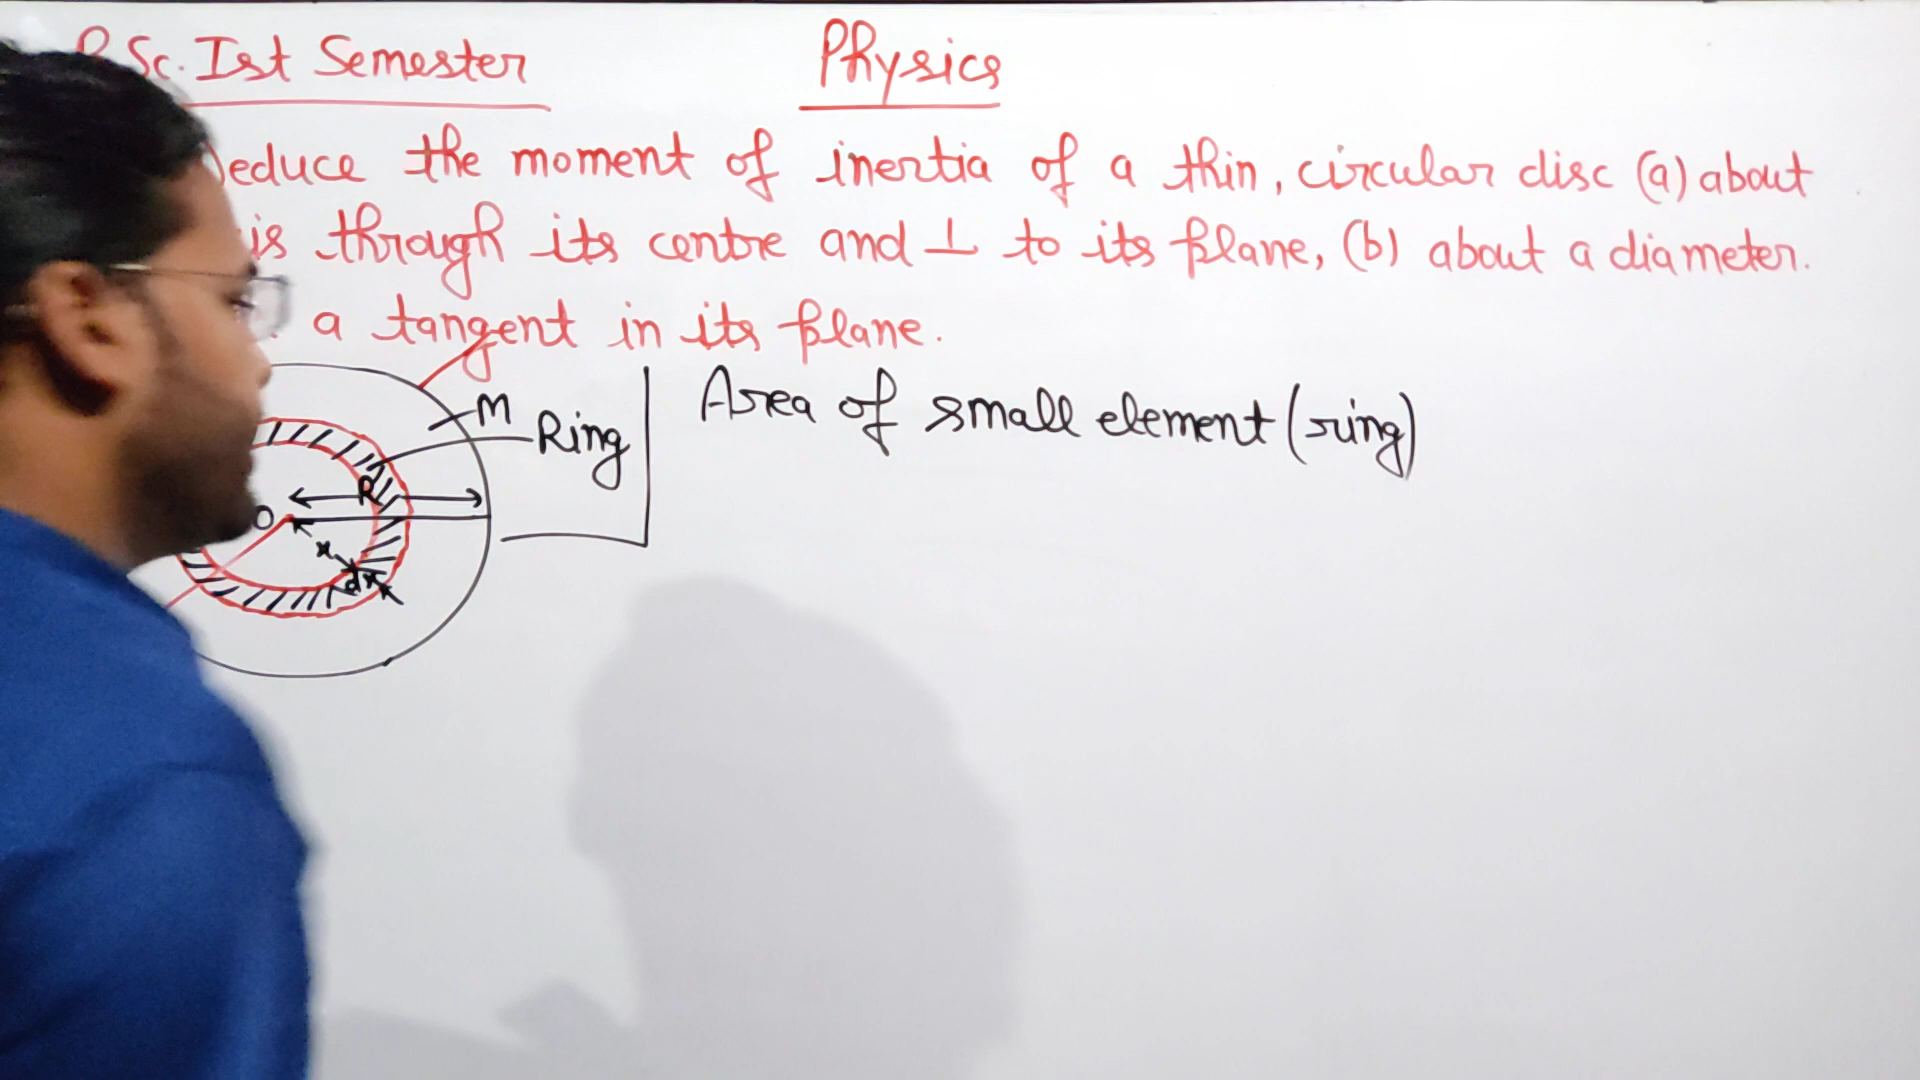 Sc. Ist Semester Physics
Deduce the moment of inertia of a thin, circular disc (a) about
is through its centre and ⊥ to its plane, (b) about a diameter.
a tangent in its plane.
M
Ring
R
O
x
dx
Area of small element (ring)